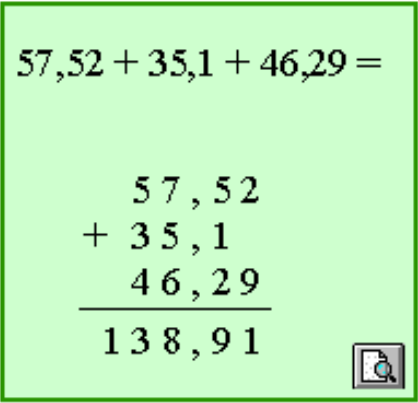 57,52 + 35,1 + 46,29 =
57,52
+ 35,1
46,29
138,91